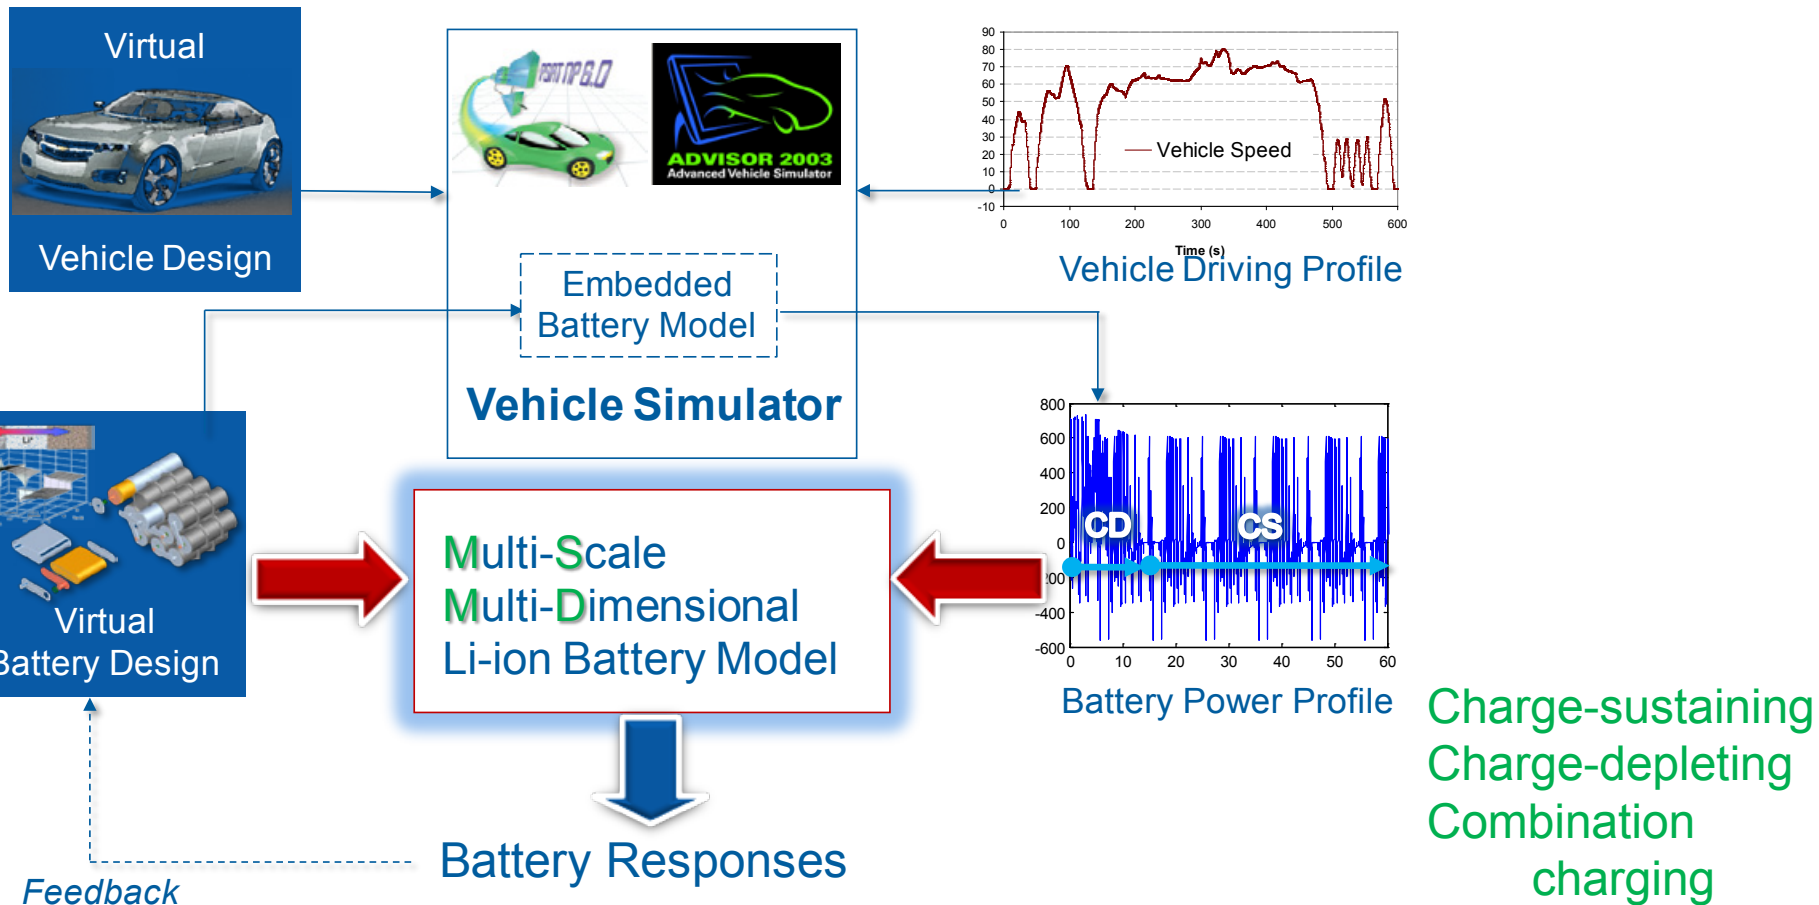 Virtual
Vehicle Design
PSAT
ADVISOR 2003
Advanced Vehicle Simulator
Embedded
Battery Model
Vehicle Simulator
90
80
70
60
50
40
30
20
10
0
-10
0 100 200 300 400 500 600
Vehicle Speed
Time (s)
Vehicle Driving Profile
Li+
Virtual
Battery Design
Multi-Scale
Multi-Dimensional
Li-ion Battery Model
800
600
400
200
0
200
-400
-600
0 10 20 30 40 50 60
CD
CS
Battery Power Profile
Charge-sustaining
Charge-depleting
Combination
charging
Battery Responses
Feedback